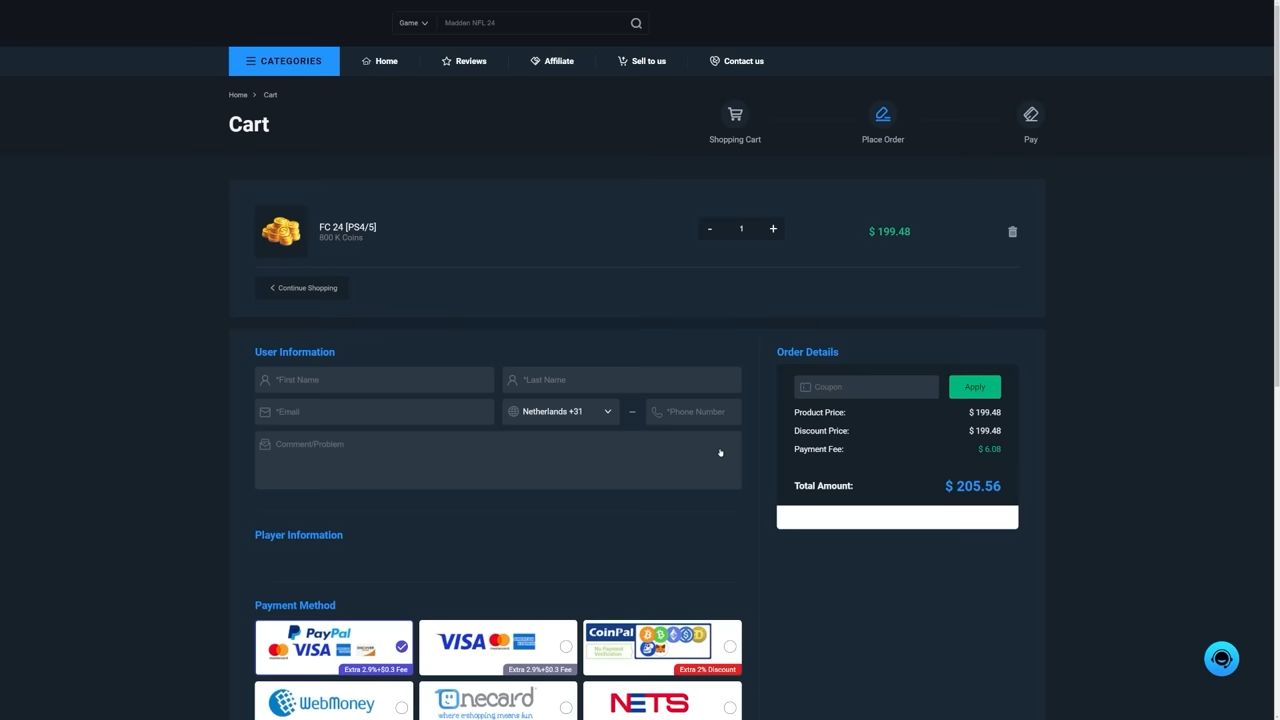 Game
Madden NFL 24
CATEGORIES
Home
Reviews
Affiliate
Sell to us
Contact us
Home > Cart
Cart
Shopping Cart
Place Order
Pay
FC 24 [PS4/5]
800 K Coins
- 1 +
$ 199.48
Continue Shopping
User Information
*First Name
*Last Name
*Email
Netherlands +31
*Phone Number
Comment/Problem
Order Details
Coupon
Apply
Product Price: $ 199.48
Discount Price: $ 199.48
Payment Fee: $ 6.08
Total Amount: $ 205.56
Player Information
Payment Method
PayPal
VISA
DISCOVER
Extra 2.9%+$0.3 Fee
VISA
Extra 2.9%+$0.3 Fee
CoinPal
No Payment
Verification
Extra 2% Discount
WebMoney
Onecard
where eshopping means fun
NETS